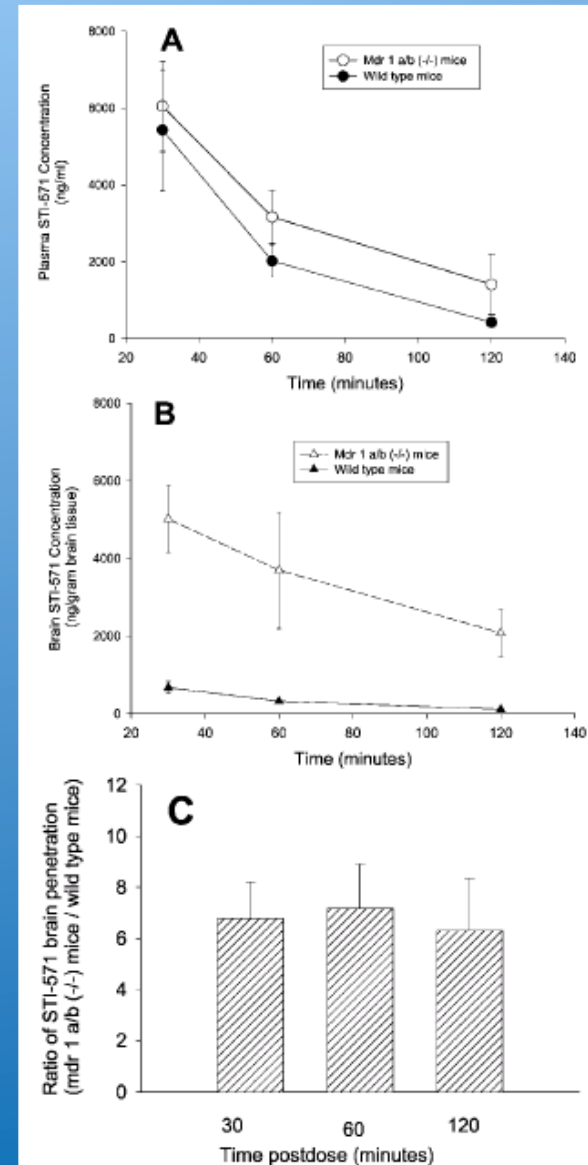 A
Mdr 1 a/b (-/-) mice
Wild type mice
Plasma STI-571 Concentration
(ng/ml)
8000
6000
4000
2000
0
20 40 60 80 100 120 140
Time (minutes)
B
Mdr 1 a/b (-/-) mice
Wild type mice
Brain STI-571 Concentration
(ng/gram brain tissue)
8000
6000
4000
2000
0
20 40 60 80 100 120 140
Time (minutes)
C
Ratio of STI-571 brain penetration
(mdr 1 a/b (-/-) mice / wild type mice)
12
10
8
6
4
2
0
30 60 120
Time postdose (minutes)